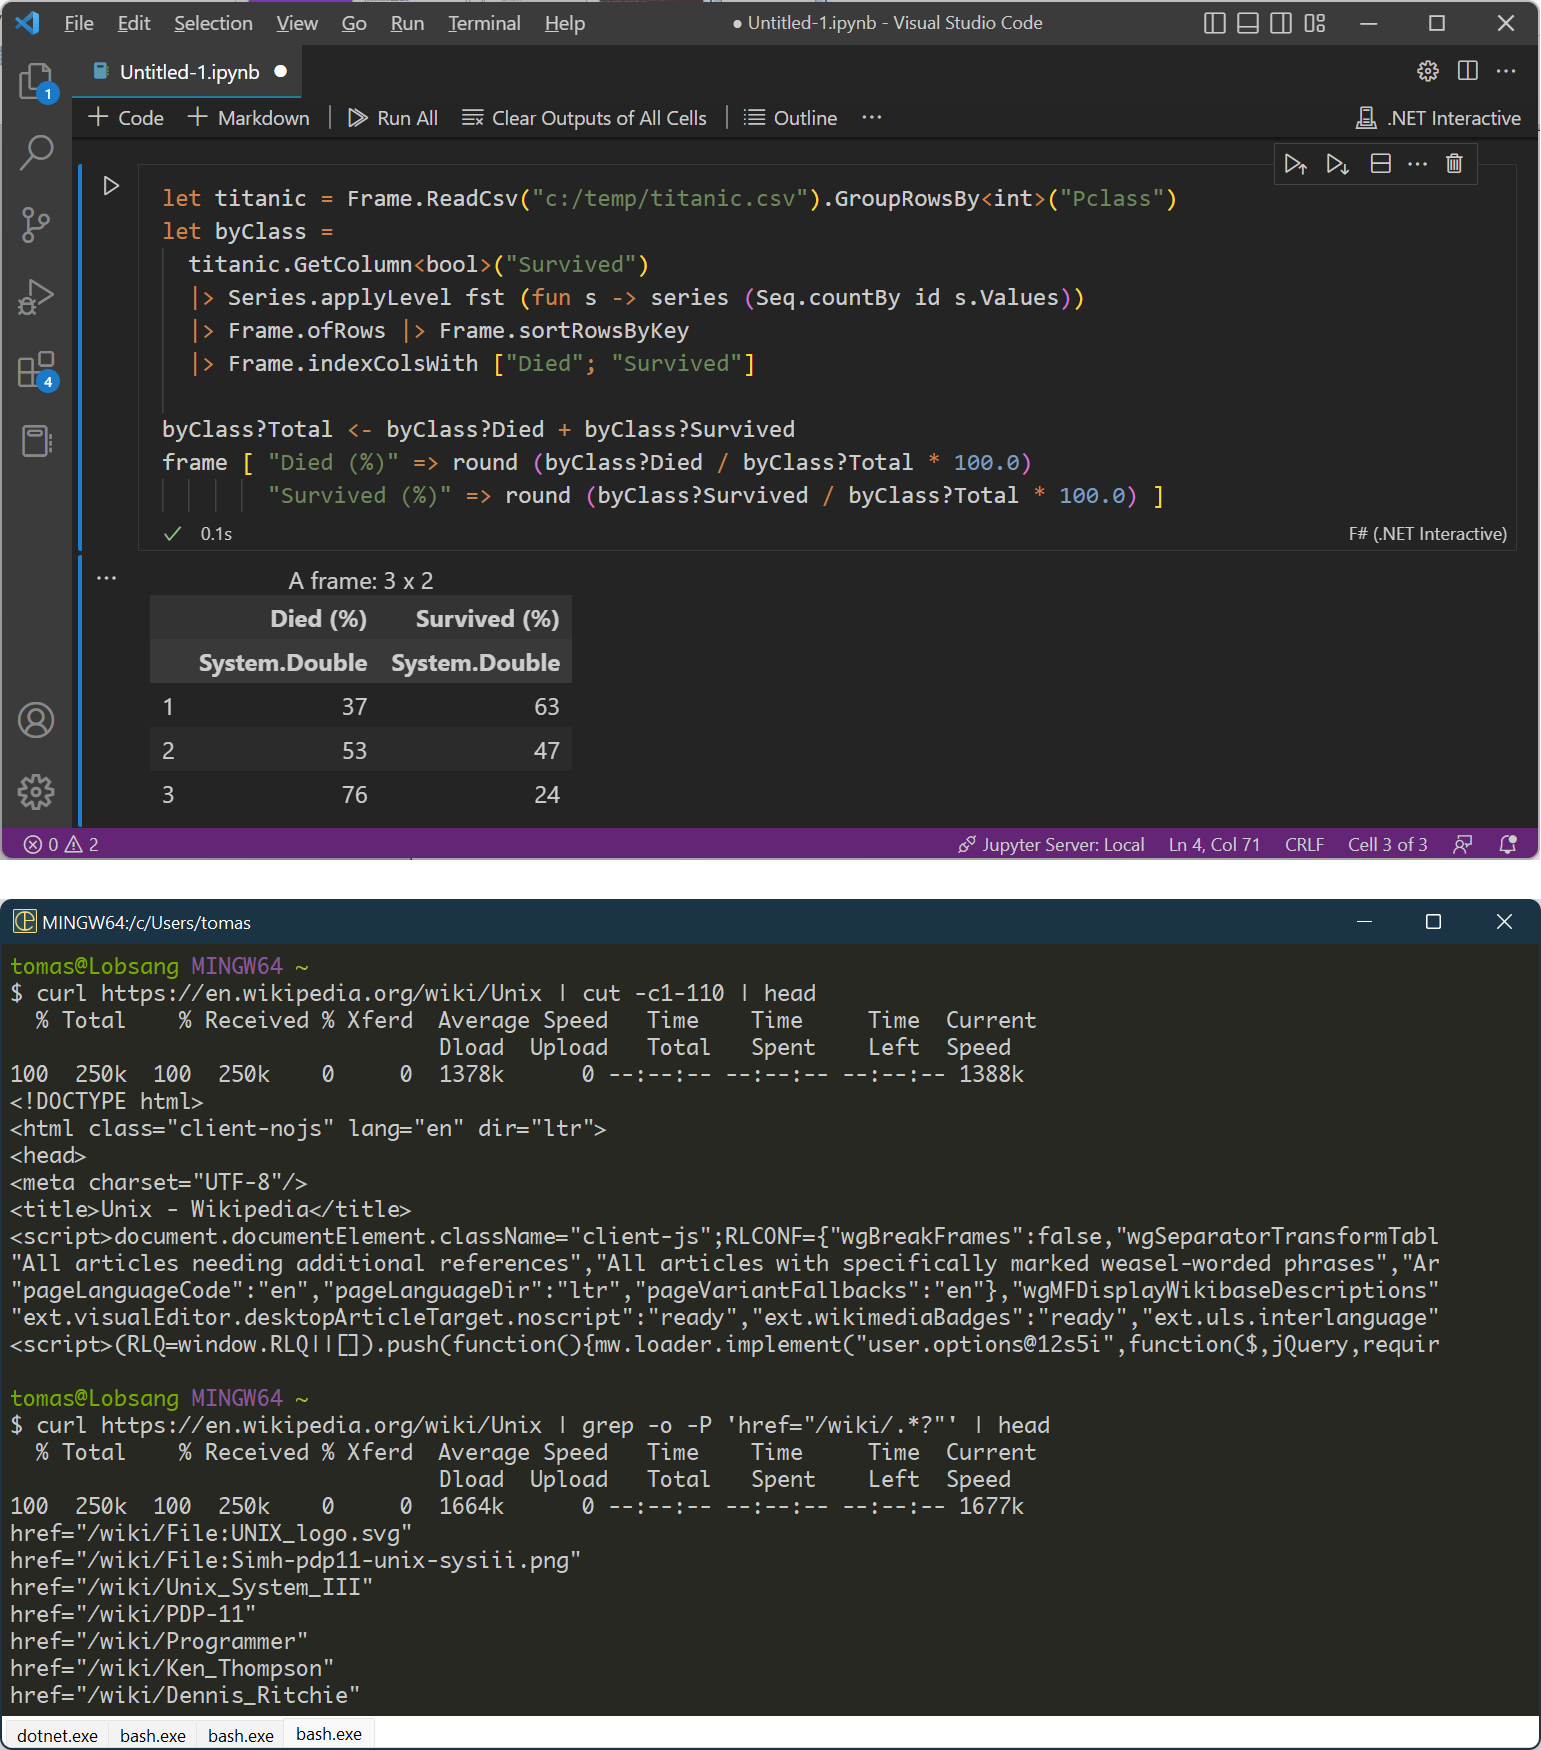 File Edit Selection View Go Run Terminal Help ● Untitled-1.ipynb - Visual Studio Code
Untitled-1.ipynb ●
1
+ Code + Markdown | Run All Clear Outputs of All Cells | Outline ··· .NET Interactive
let titanic = Frame.ReadCsv("c:/temp/titanic.csv").GroupRowsBy<int>("Pclass")
let byClass =
titanic.GetColumn<bool>("Survived")
|> Series.applyLevel fst (fun s -> series (Seq.countBy id s.Values))
|> Frame.ofRows |> Frame.sortRowsByKey
|> Frame.indexColsWith ["Died"; "Survived"]
4
byClass?Total <- byClass?Died + byClass?Survived
frame [ "Died (%)" => round (byClass?Died / byClass?Total * 100.0)
"Survived (%)" => round (byClass?Survived / byClass?Total * 100.0) ]
✓ 0.1s F# (.NET Interactive)
A frame: 3 x 2
Died (%) Survived (%)
System.Double System.Double
1 37 63
2 53 47
3 76 24
0 2 Jupyter Server: Local Ln 4, Col 71 CRLF Cell 3 of 3
MINGW64:/c/Users/tomas
tomas@Lobsang MINGW64 ~
$ curl https://en.wikipedia.org/wiki/Unix | cut -c1-110 | head
% Total % Received % Xferd Average Speed Time Time Time Current
Dload Upload Total Spent Left Speed
100 250k 100 250k 0 0 1378k 0 --:--:-- --:--:-- --:--:-- 1388k
<!DOCTYPE html>
<html class="client-nojs" lang="en" dir="ltr">
<head>
<meta charset="UTF-8"/>
<title>Unix - Wikipedia</title>
<script>document.documentElement.className="client-js";RLCONF={"wgBreakFrames":false,"wgSeparatorTransformTabl
"All articles needing additional references","All articles with specifically marked weasel-worded phrases","Ar
"pageLanguageCode":"en","pageLanguageDir":"ltr","pageVariantFallbacks":"en"},"wgMFDisplayWikibaseDescriptions"
"ext.visualEditor.desktopArticleTarget.noscript":"ready","ext.wikimediaBadges":"ready","ext.uls.interlanguage"
<script>(RLQ=window.RLQ||[]).push(function(){mw.loader.implement("user.options@12s5i",function($,jQuery,requir
tomas@Lobsang MINGW64 ~
$ curl https://en.wikipedia.org/wiki/Unix | grep -o -P 'href="/wiki/.*?"' | head
% Total % Received % Xferd Average Speed Time Time Time Current
Dload Upload Total Spent Left Speed
100 250k 100 250k 0 0 1664k 0 --:--:-- --:--:-- --:--:-- 1677k
href="/wiki/File:UNIX_logo.svg"
href="/wiki/File:Simh-pdp11-unix-sysiii.png"
href="/wiki/Unix_System_III"
href="/wiki/PDP-11"
href="/wiki/Programmer"
href="/wiki/Ken_Thompson"
href="/wiki/Dennis_Ritchie"
dotnet.exe bash.exe bash.exe bash.exe